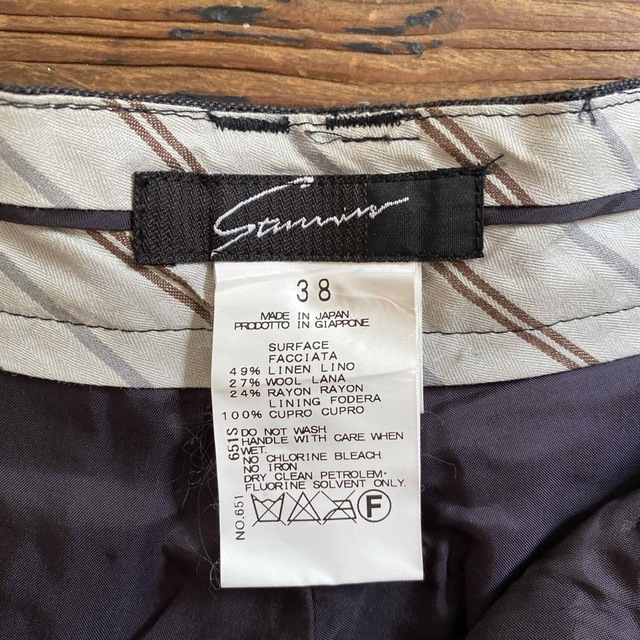 38
MADE IN JAPAN
PRODOTTO IN GIAPPONE
SURFACE
FACCIATA
49% LINEN LINO
27% WOOL LANA
24% RAYON RAYON
LINING FODERA
100% CUPRO CUPRO
DO NOT WASH
HANDLE WITH CARE WHEN
WET.
NO CHLORINE BLEACH
NO IRON
DRY CLEAN PETROLEM·
FLUORINE SOLVENT ONLY.
F
NO.651 651S